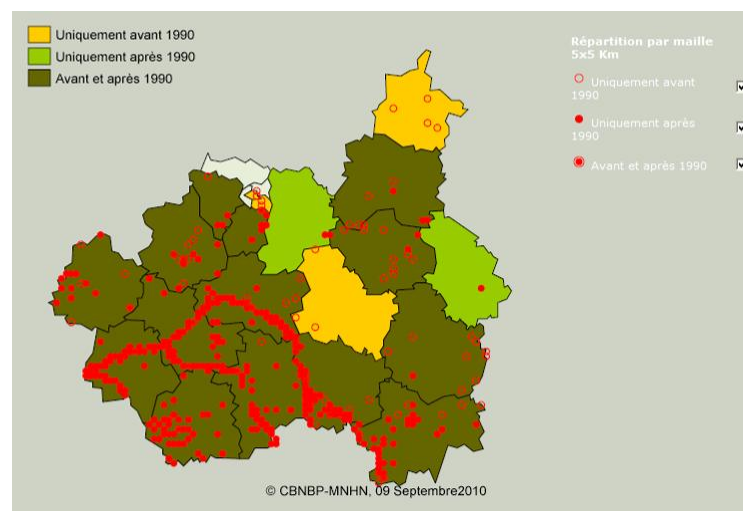 Uniquement avant 1990
Uniquement après 1990
Avant et après 1990
Répartition par maille
5x5 Km
Uniquement avant
1990
Uniquement après
1990
Avant et après 1990
© CBNBP-MNHN, 09 Septembre2010